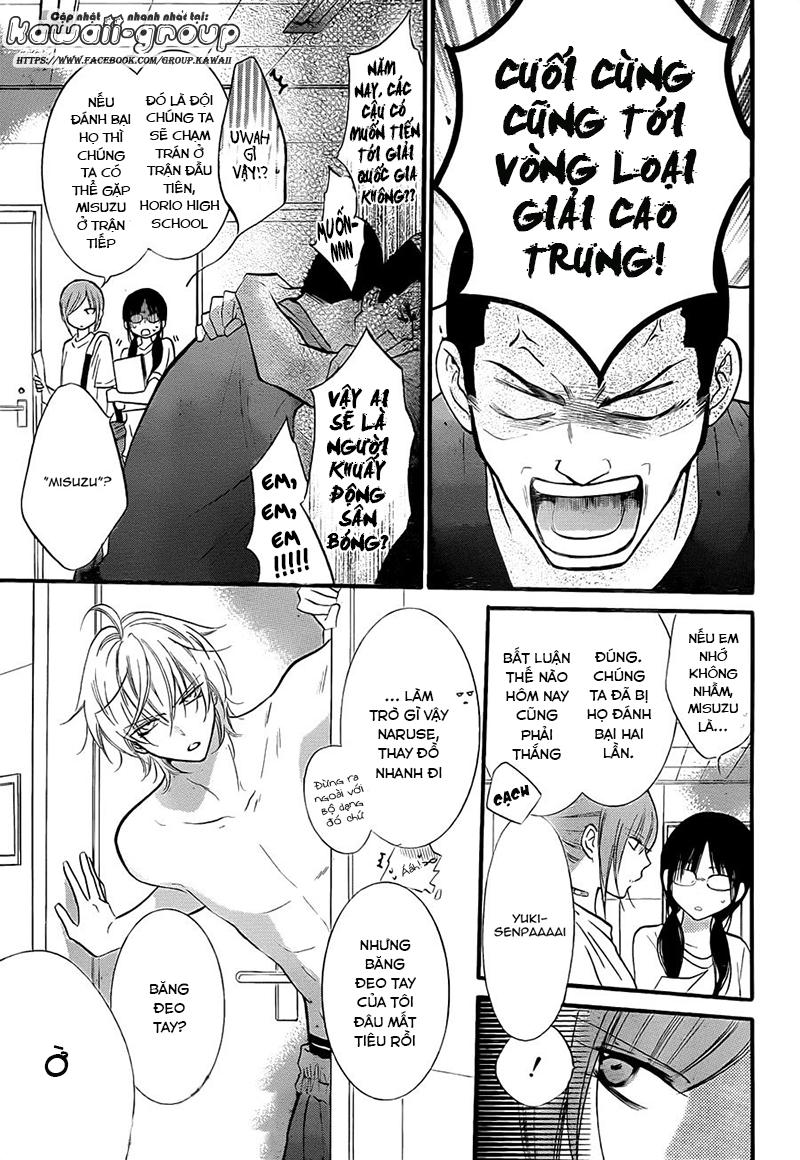 Cập nhật nhanh nhất tại:
Kawaii-group
HTTPS://WWW.FACEBOOK.COM/GROUP.KAWAII
CUỐI CÙNG
CŨNG TỚI
VÒNG LOẠI
GIẢI CAO
TRUNG!
NĂM
NAY, CÁC
CẬU CÓ
MUỐN TIẾN
TỚI GIẢI
QUỐC GIA
KHÔNG??
MUỐN-
NNN
UWAH
GÌ
VẬY!?
ĐÓ LÀ ĐỘI
CHÚNG TA
SẼ CHẠM
TRÁN Ở
TRẬN ĐẦU
TIÊN,
HORIO HIGH
SCHOOL
NẾU
ĐÁNH BẠI
HỌ THÌ
CHÚNG
TA CÓ
THỂ GẶP
MISUZU
Ở TRẬN
TIẾP
VẬY AI
SẼ LÀ
NGƯỜI
KHUẤY
ĐỘNG
SÂN
BÓNG?
EM,
EM,
EM
!!!!!
"MISUZU"?
NẾU EM
NHỚ
KHÔNG
NHẦM,
MISUZU
LÀ...
ĐÚNG.
CHÚNG
TA ĐÃ BỊ
HỌ ĐÁNH
BẠI HAI
LẦN.
BẤT LUẬN
THẾ NÀO
HÔM NAY
CŨNG
PHẢI
THẮNG
CẠCH
YUKI-
SENPAAAAI
!
... LÀM
TRÒ GÌ VẬY
NARUSE,
THAY ĐỒ
NHANH ĐI
Đừng ra
ngoài với
bộ dạng
đó chứ
NHƯNG
BĂNG
ĐEO TAY
CỦA TÔI
ĐÂU MẤT
TIÊU RỒI
BĂNG
ĐEO
TAY?
Ờ